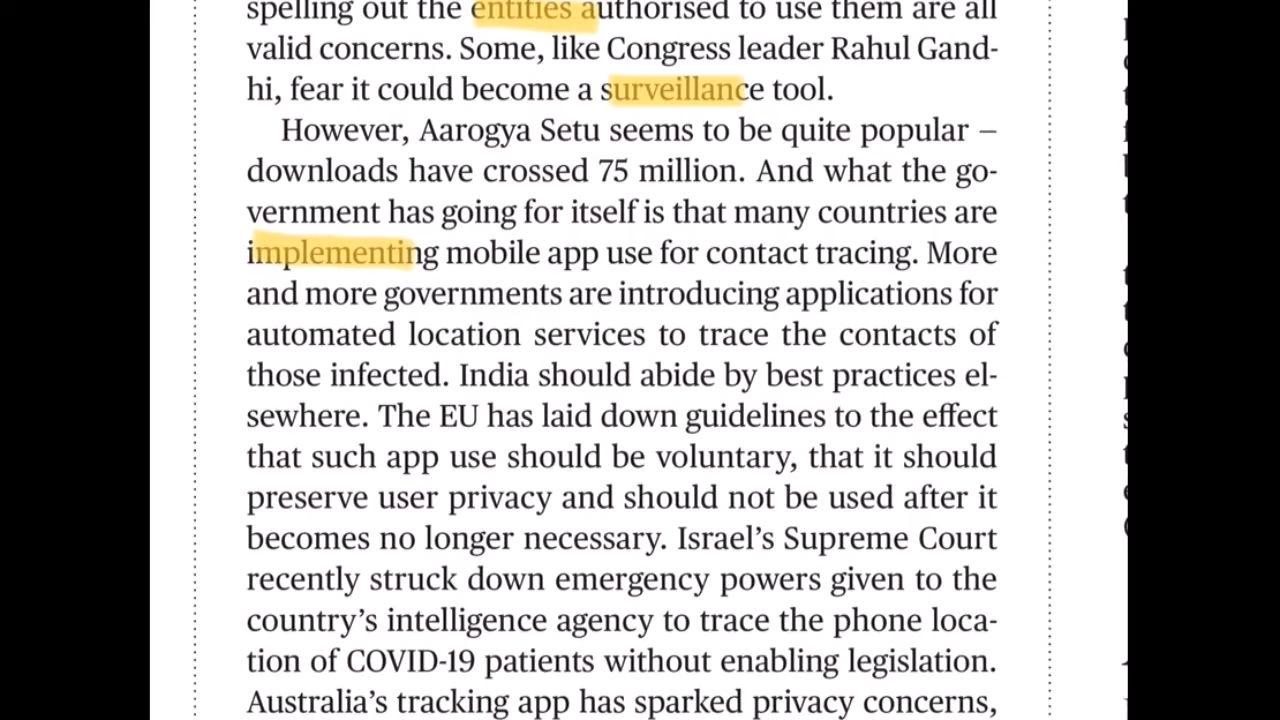 spelling out the entities authorised to use them are all
valid concerns. Some, like Congress leader Rahul Gand-
hi, fear it could become a surveillance tool.
However, Aarogya Setu seems to be quite popular –
downloads have crossed 75 million. And what the go-
vernment has going for itself is that many countries are
implementing mobile app use for contact tracing. More
and more governments are introducing applications for
automated location services to trace the contacts of
those infected. India should abide by best practices el-
sewhere. The EU has laid down guidelines to the effect
that such app use should be voluntary, that it should
preserve user privacy and should not be used after it
becomes no longer necessary. Israel’s Supreme Court
recently struck down emergency powers given to the
country’s intelligence agency to trace the phone loca-
tion of COVID-19 patients without enabling legislation.
Australia’s tracking app has sparked privacy concerns,